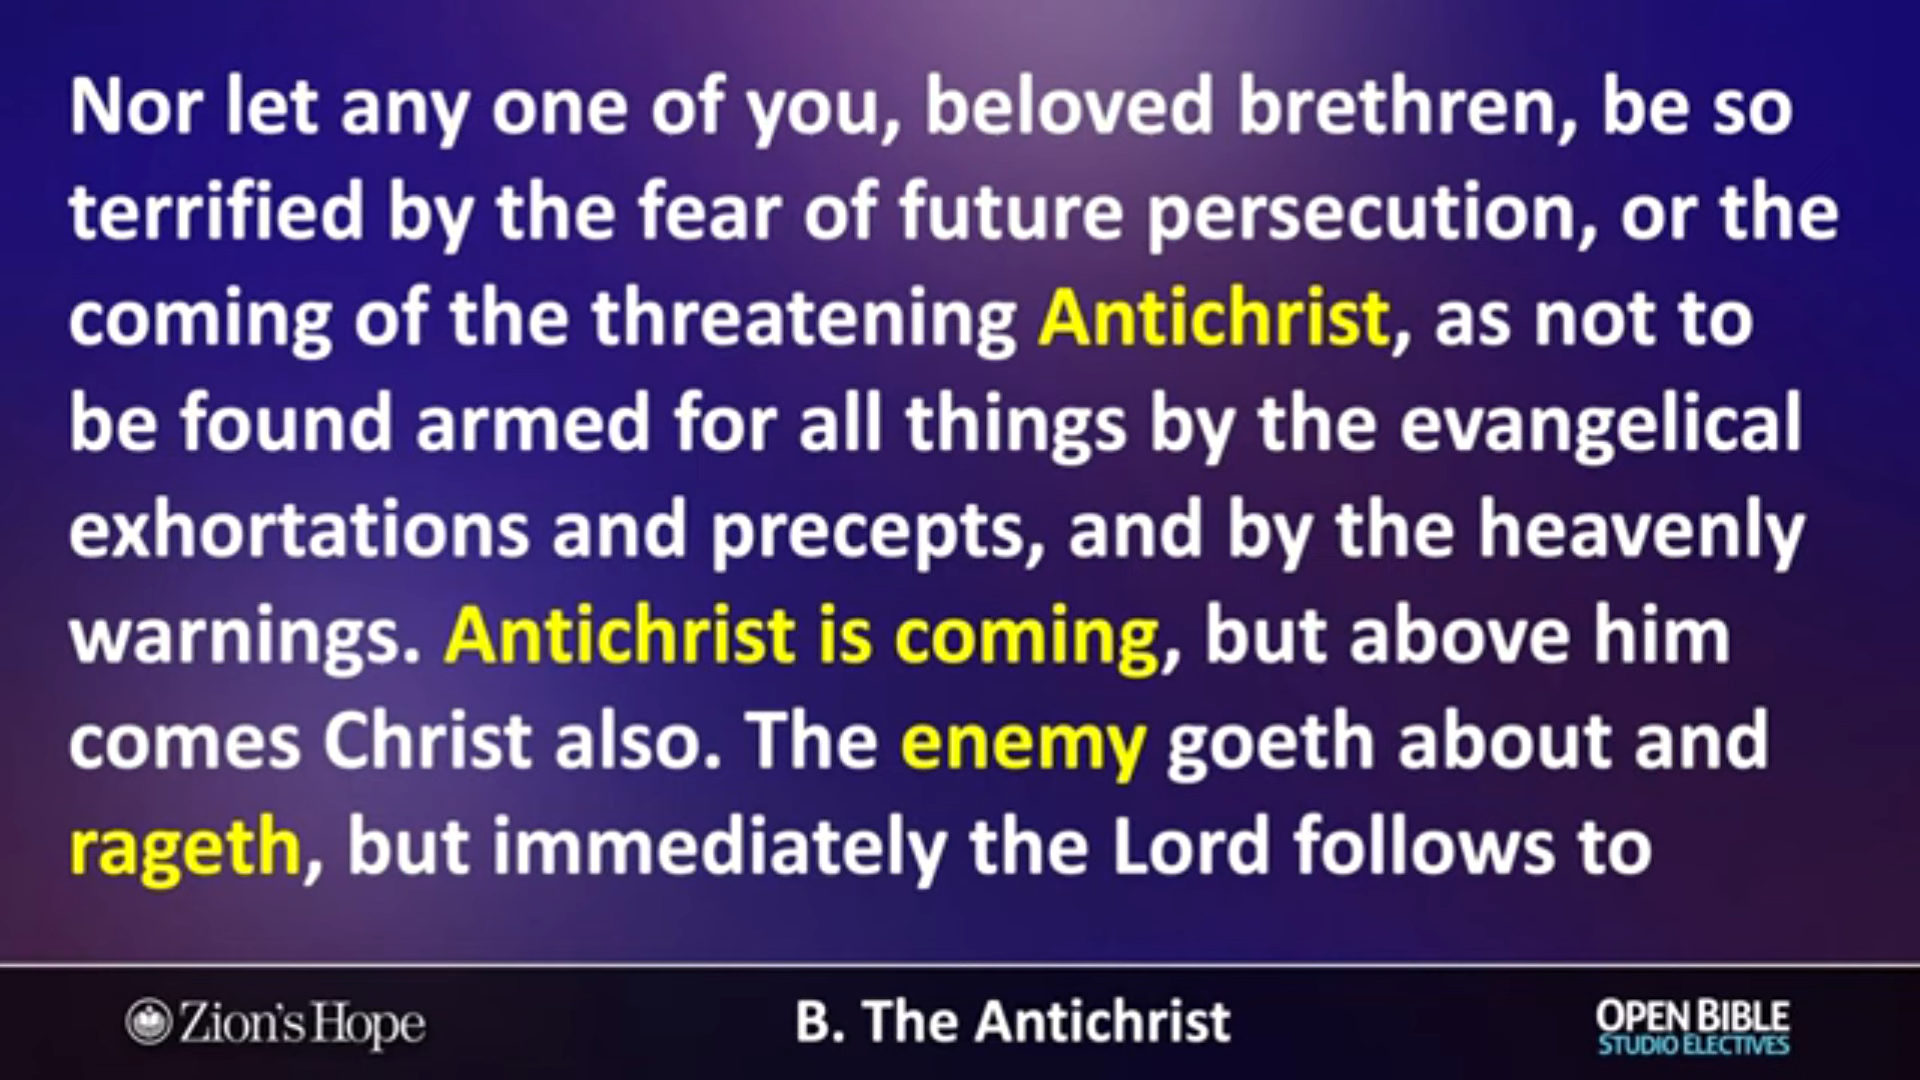 Nor let any one of you, beloved brethren, be so
terrified by the fear of future persecution, or the
coming of the threatening Antichrist, as not to
be found armed for all things by the evangelical
exhortations and precepts, and by the heavenly
warnings. Antichrist is coming, but above him
comes Christ also. The enemy goeth about and
rageth, but immediately the Lord follows to
Zion's Hope
B. The Antichrist
OPEN BIBLE
STUDIO ELECTIVES